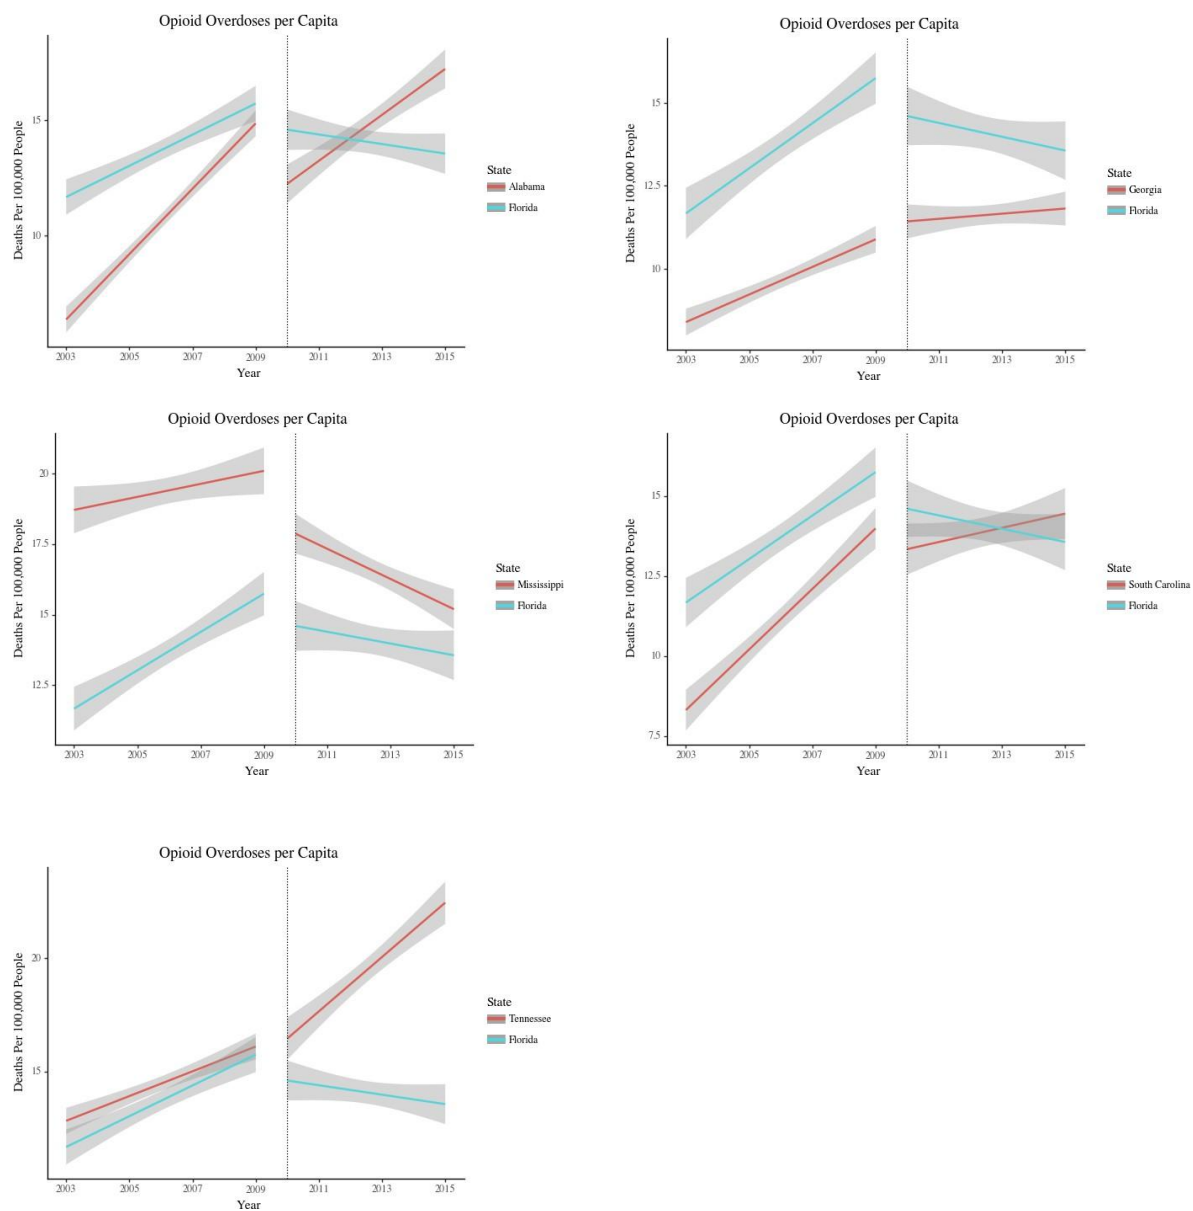 Opioid Overdoses per Capita
Deaths Per 100,000 People
15
10
2003 2005 2007 2009 2011 2013 2015
Year
State
Alabama
Florida
Opioid Overdoses per Capita
Deaths Per 100,000 People
15
12.5
10
2003 2005 2007 2009 2011 2013 2015
Year
State
Georgia
Florida
Opioid Overdoses per Capita
Deaths Per 100,000 People
20
17.5
15
12.5
2003 2005 2007 2009 2011 2013 2015
Year
State
Mississippi
Florida
Opioid Overdoses per Capita
Deaths Per 100,000 People
15
12.5
10
7.5
2003 2005 2007 2009 2011 2013 2015
Year
State
South Carolina
Florida
Opioid Overdoses per Capita
Deaths Per 100,000 People
20
15
2003 2005 2007 2009 2011 2013 2015
Year
State
Tennessee
Florida